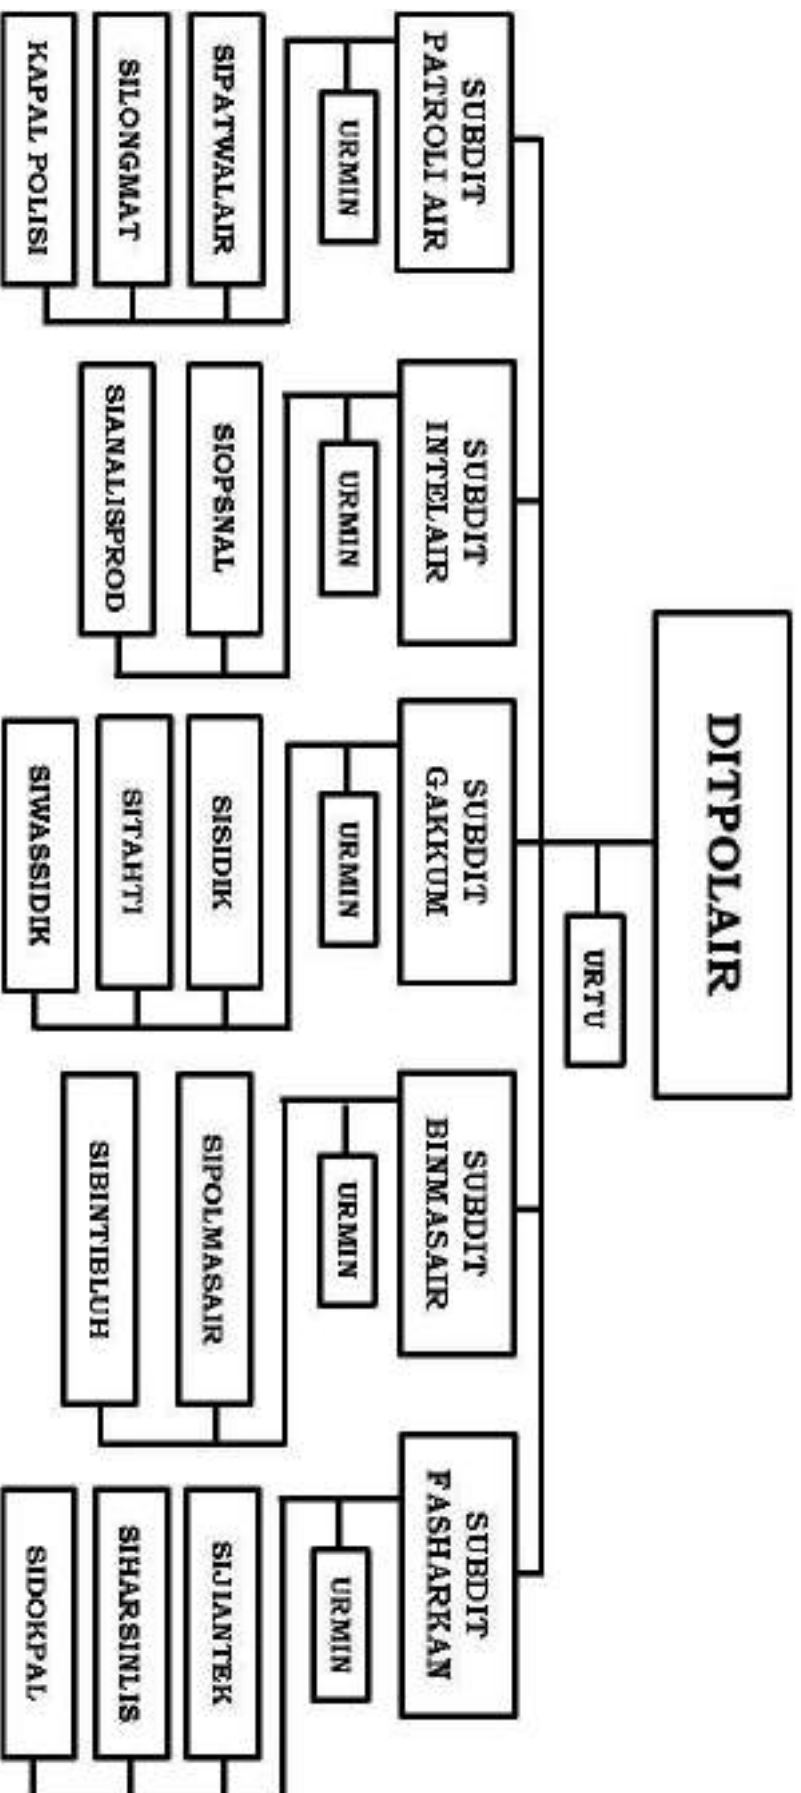 DITPOLAIR
URTU
SUBDIT
PATROLI AIR
URMIN
SIPATWALAIR
SILONGMAT
KAPAL POLISI
SUBDIT
INTELAIR
URMIN
SIOPSNAL
SIANALISPROD
SUBDIT
GAKKUM
URMIN
SISIDIK
SITAHTI
SIWASSIDIK
SUBDIT
BINMASAIR
URMIN
SIPOLMASAIR
SIBINTIBLUH
SUBDIT
FASHARKAN
URMIN
SIJIANTEK
SIHARSINLIS
SIDOKPAL